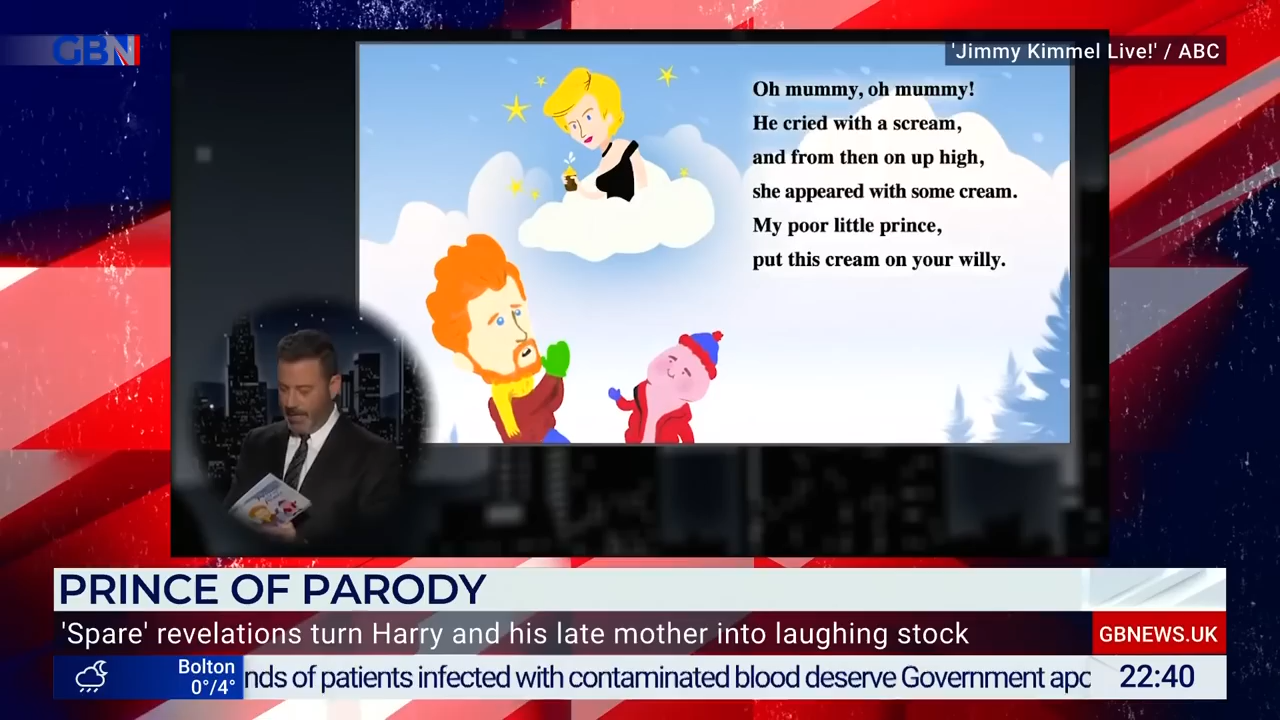 GBN
'Jimmy Kimmel Live!' / ABC
Oh mummy, oh mummy!
He cried with a scream,
and from then on up high,
she appeared with some cream.
My poor little prince,
put this cream on your willy.
PRINCE OF PARODY
'Spare' revelations turn Harry and his late mother into laughing stock
GBNEWS.UK
Bolton
0°/4°
nds of patients infected with contaminated blood deserve Government apo
22:40